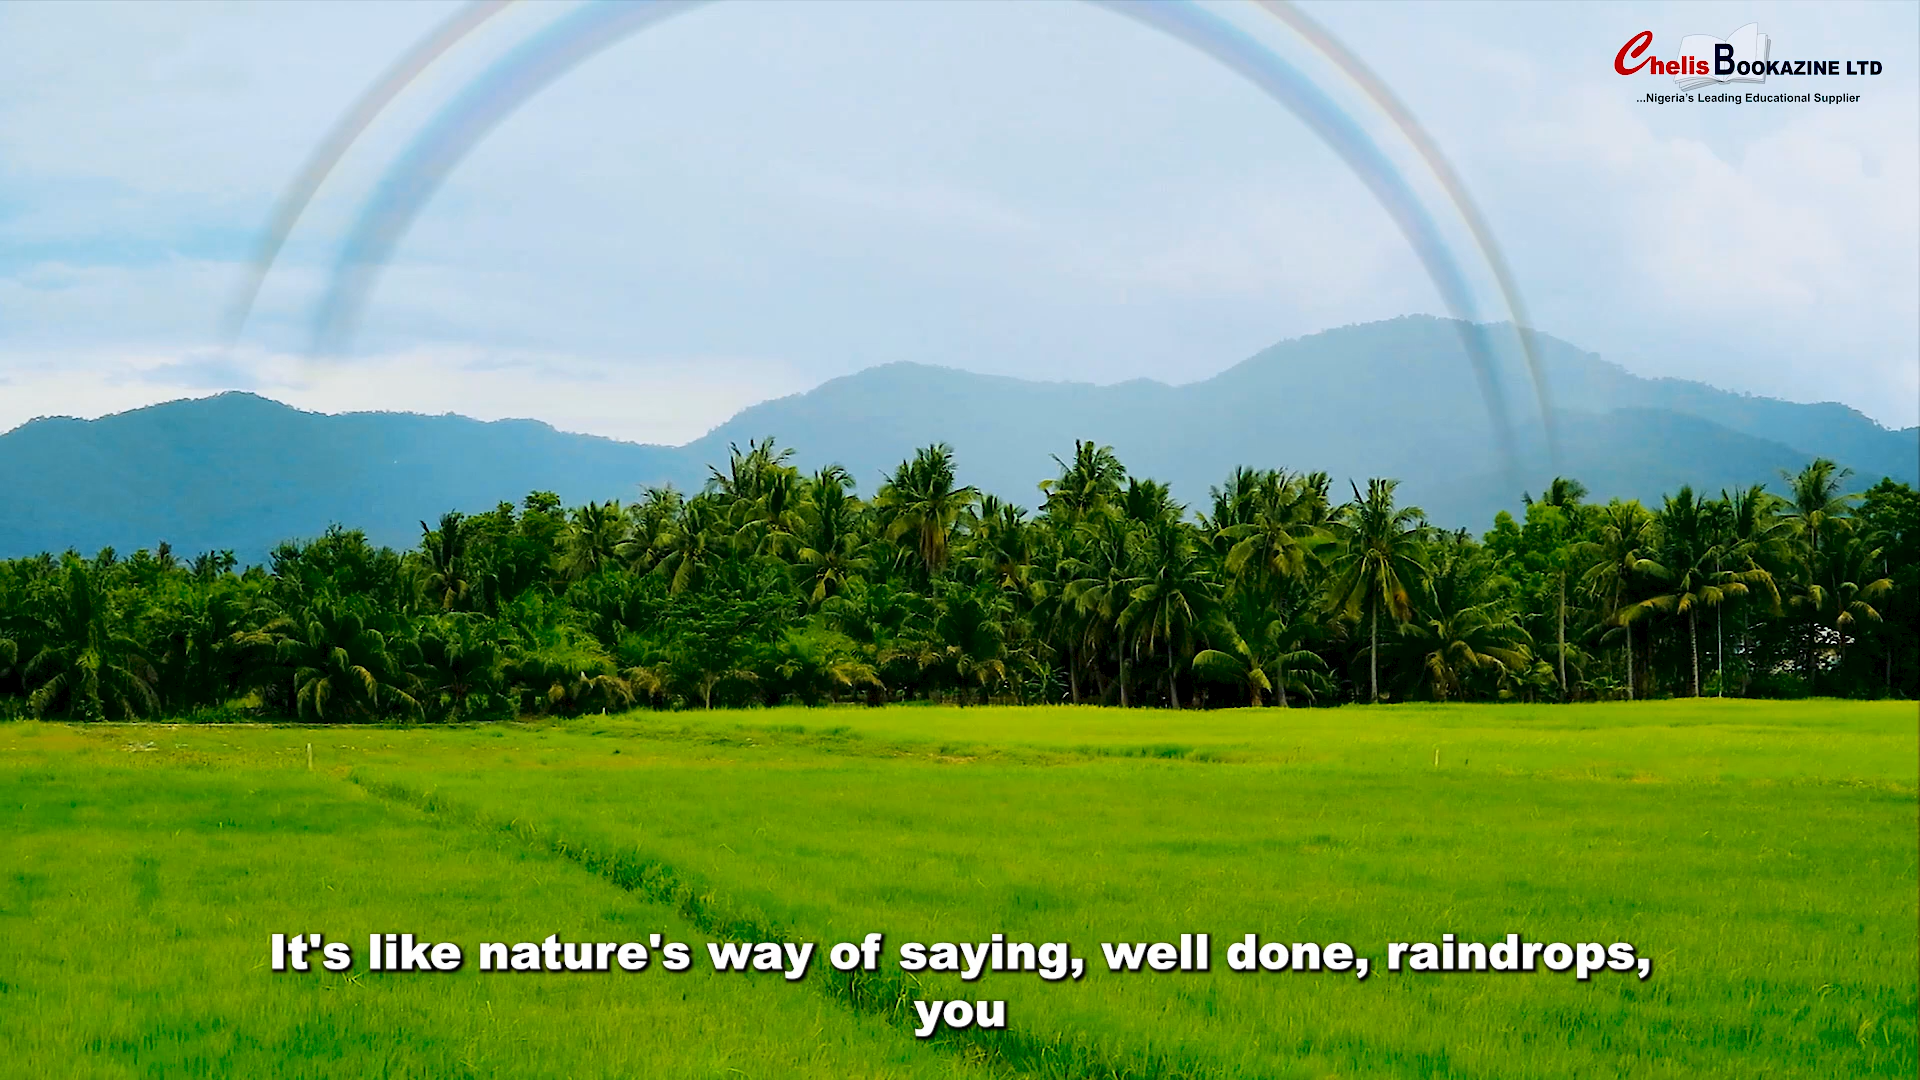 Chelis BOOKAZINE LTD
...Nigeria's Leading Educational Supplier
It's like nature's way of saying, well done, raindrops,
you